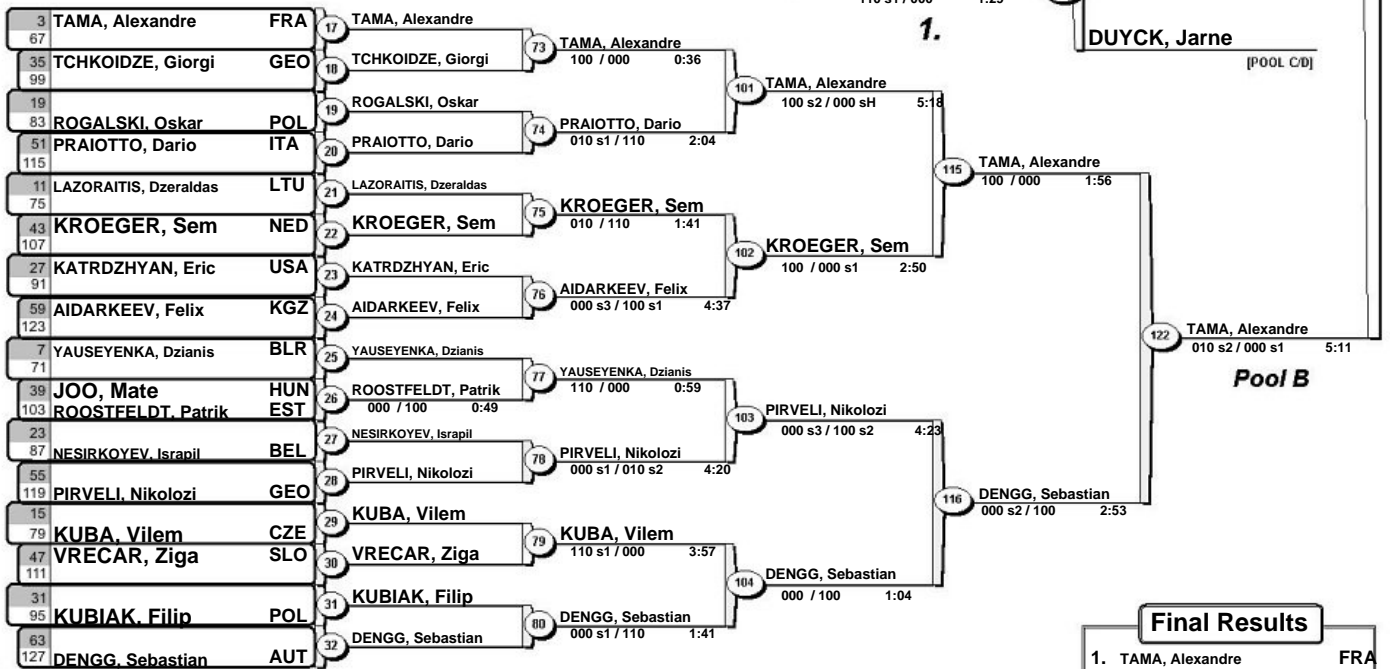 1.
DUYCK, Jarne
[POOL C/D]
3 TAMA, Alexandre FRA
67
35 TCHKOIDZE, Giorgi GEO
99
19
83 ROGALSKI, Oskar POL
51 PRAIOTTO, Dario ITA
115
11 LAZORAITIS, Dzeraldas LTU
75
43 KROEGER, Sem NED
107
27 KATRDZHYAN, Eric USA
91
59 AIDARKEEV, Felix KGZ
123
7 YAUSEYENKA, Dzianis BLR
71
39 JOO, Mate HUN
103 ROOSTFELDT, Patrik EST
23
87 NESIRKOYEV, Israpil BEL
55
119 PIRVELI, Nikolozi GEO
15
79 KUBA, Vilem CZE
47 VRECAR, Ziga SLO
111
31
95 KUBIAK, Filip POL
63
127 DENGG, Sebastian AUT
17 TAMA, Alexandre
18 TCHKOIDZE, Giorgi
19 ROGALSKI, Oskar
20 PRAIOTTO, Dario
21 LAZORAITIS, Dzeraldas
22 KROEGER, Sem
23 KATRDZHYAN, Eric
24 AIDARKEEV, Felix
25 YAUSEYENKA, Dzianis
26 ROOSTFELDT, Patrik
000 / 100 0:49
27 NESIRKOYEV, Israpil
28 PIRVELI, Nikolozi
29 KUBA, Vilem
30 VRECAR, Ziga
31 KUBIAK, Filip
32 DENGG, Sebastian
73 TAMA, Alexandre
100 / 000 0:36
74 PRAIOTTO, Dario
010 s1 / 110 2:04
75 KROEGER, Sem
010 / 110 1:41
76 AIDARKEEV, Felix
000 s3 / 100 s1 4:37
77 YAUSEYENKA, Dzianis
110 / 000 0:59
78 PIRVELI, Nikolozi
000 s1 / 010 s2 4:20
79 KUBA, Vilem
110 s1 / 000 3:57
80 DENGG, Sebastian
000 s1 / 110 1:41
101 TAMA, Alexandre
100 s2 / 000 sH 5:18
102 KROEGER, Sem
100 / 000 s1 2:50
103 PIRVELI, Nikolozi
000 s3 / 100 s2 4:23
104 DENGG, Sebastian
000 / 100 1:04
115 TAMA, Alexandre
100 / 000 1:56
116 DENGG, Sebastian
000 s2 / 100 2:53
122 TAMA, Alexandre
010 s2 / 000 s1 5:11
Pool B
Final Results
1. TAMA, Alexandre FRA